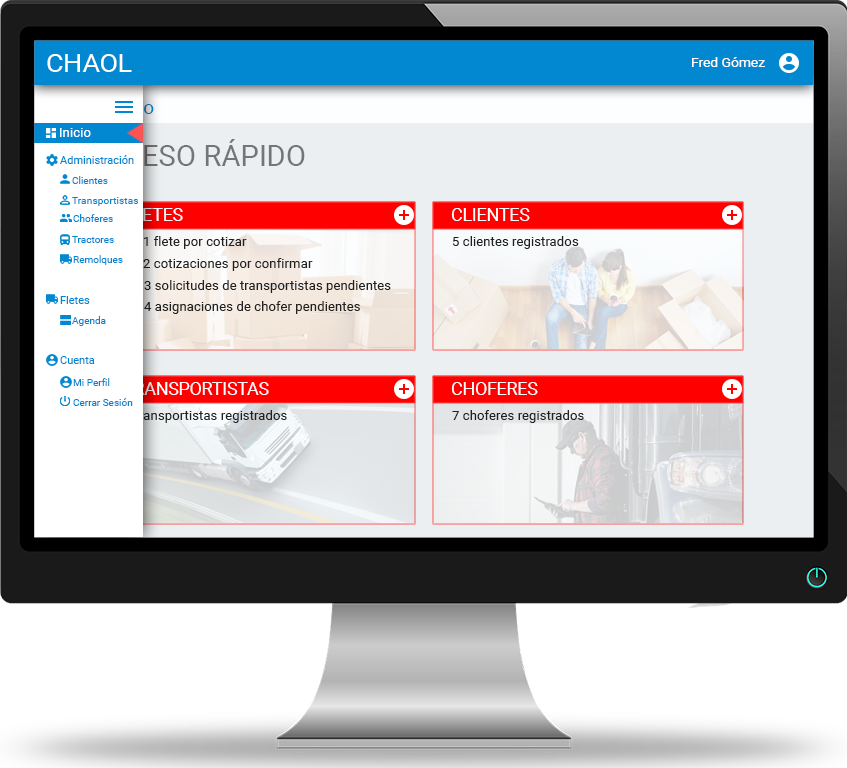 CHAOL
Fred Gómez
O
Inicio
Administración
Clientes
Transportistas
Choferes
Tractores
Remolques
Fletes
Agenda
Cuenta
Mi Perfil
Cerrar Sesión
ESO RÁPIDO
ETES
1 flete por cotizar
2 cotizaciones por confirmar
3 solicitudes de transportistas pendientes
4 asignaciones de chofer pendientes
CLIENTES
5 clientes registrados
RANSPORTISTAS
ansportistas registrados
CHOFERES
7 choferes registrados